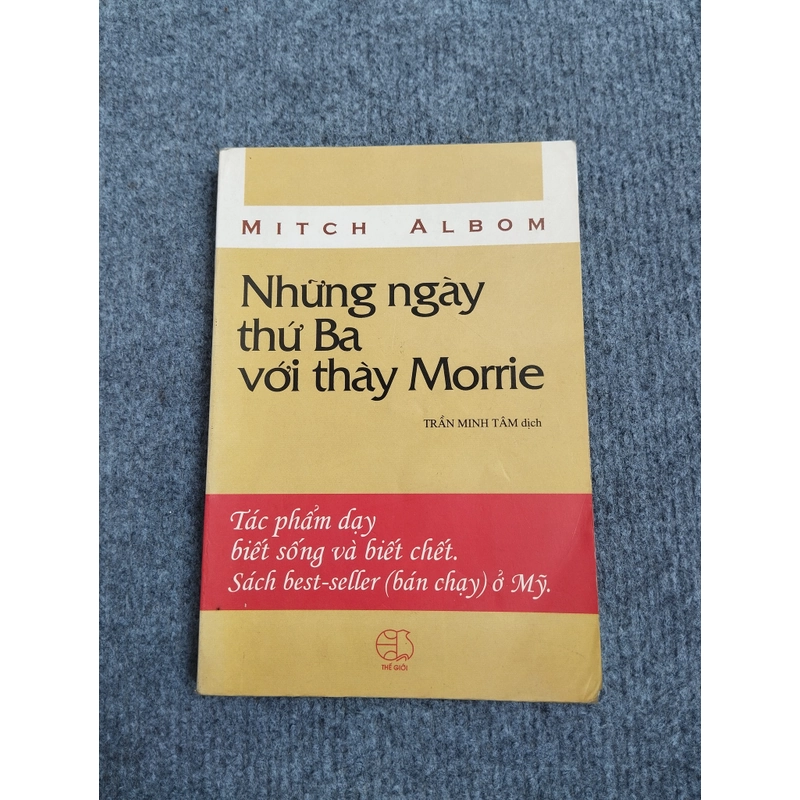 MITCH ALBOM
Những ngày
thứ Ba
với thày Morrie
TRẦN MINH TÂM dịch
Tác phẩm dạy
biết sống và biết chết.
Sách best-seller (bán chạy) ở Mỹ.
THẾ GIỚI